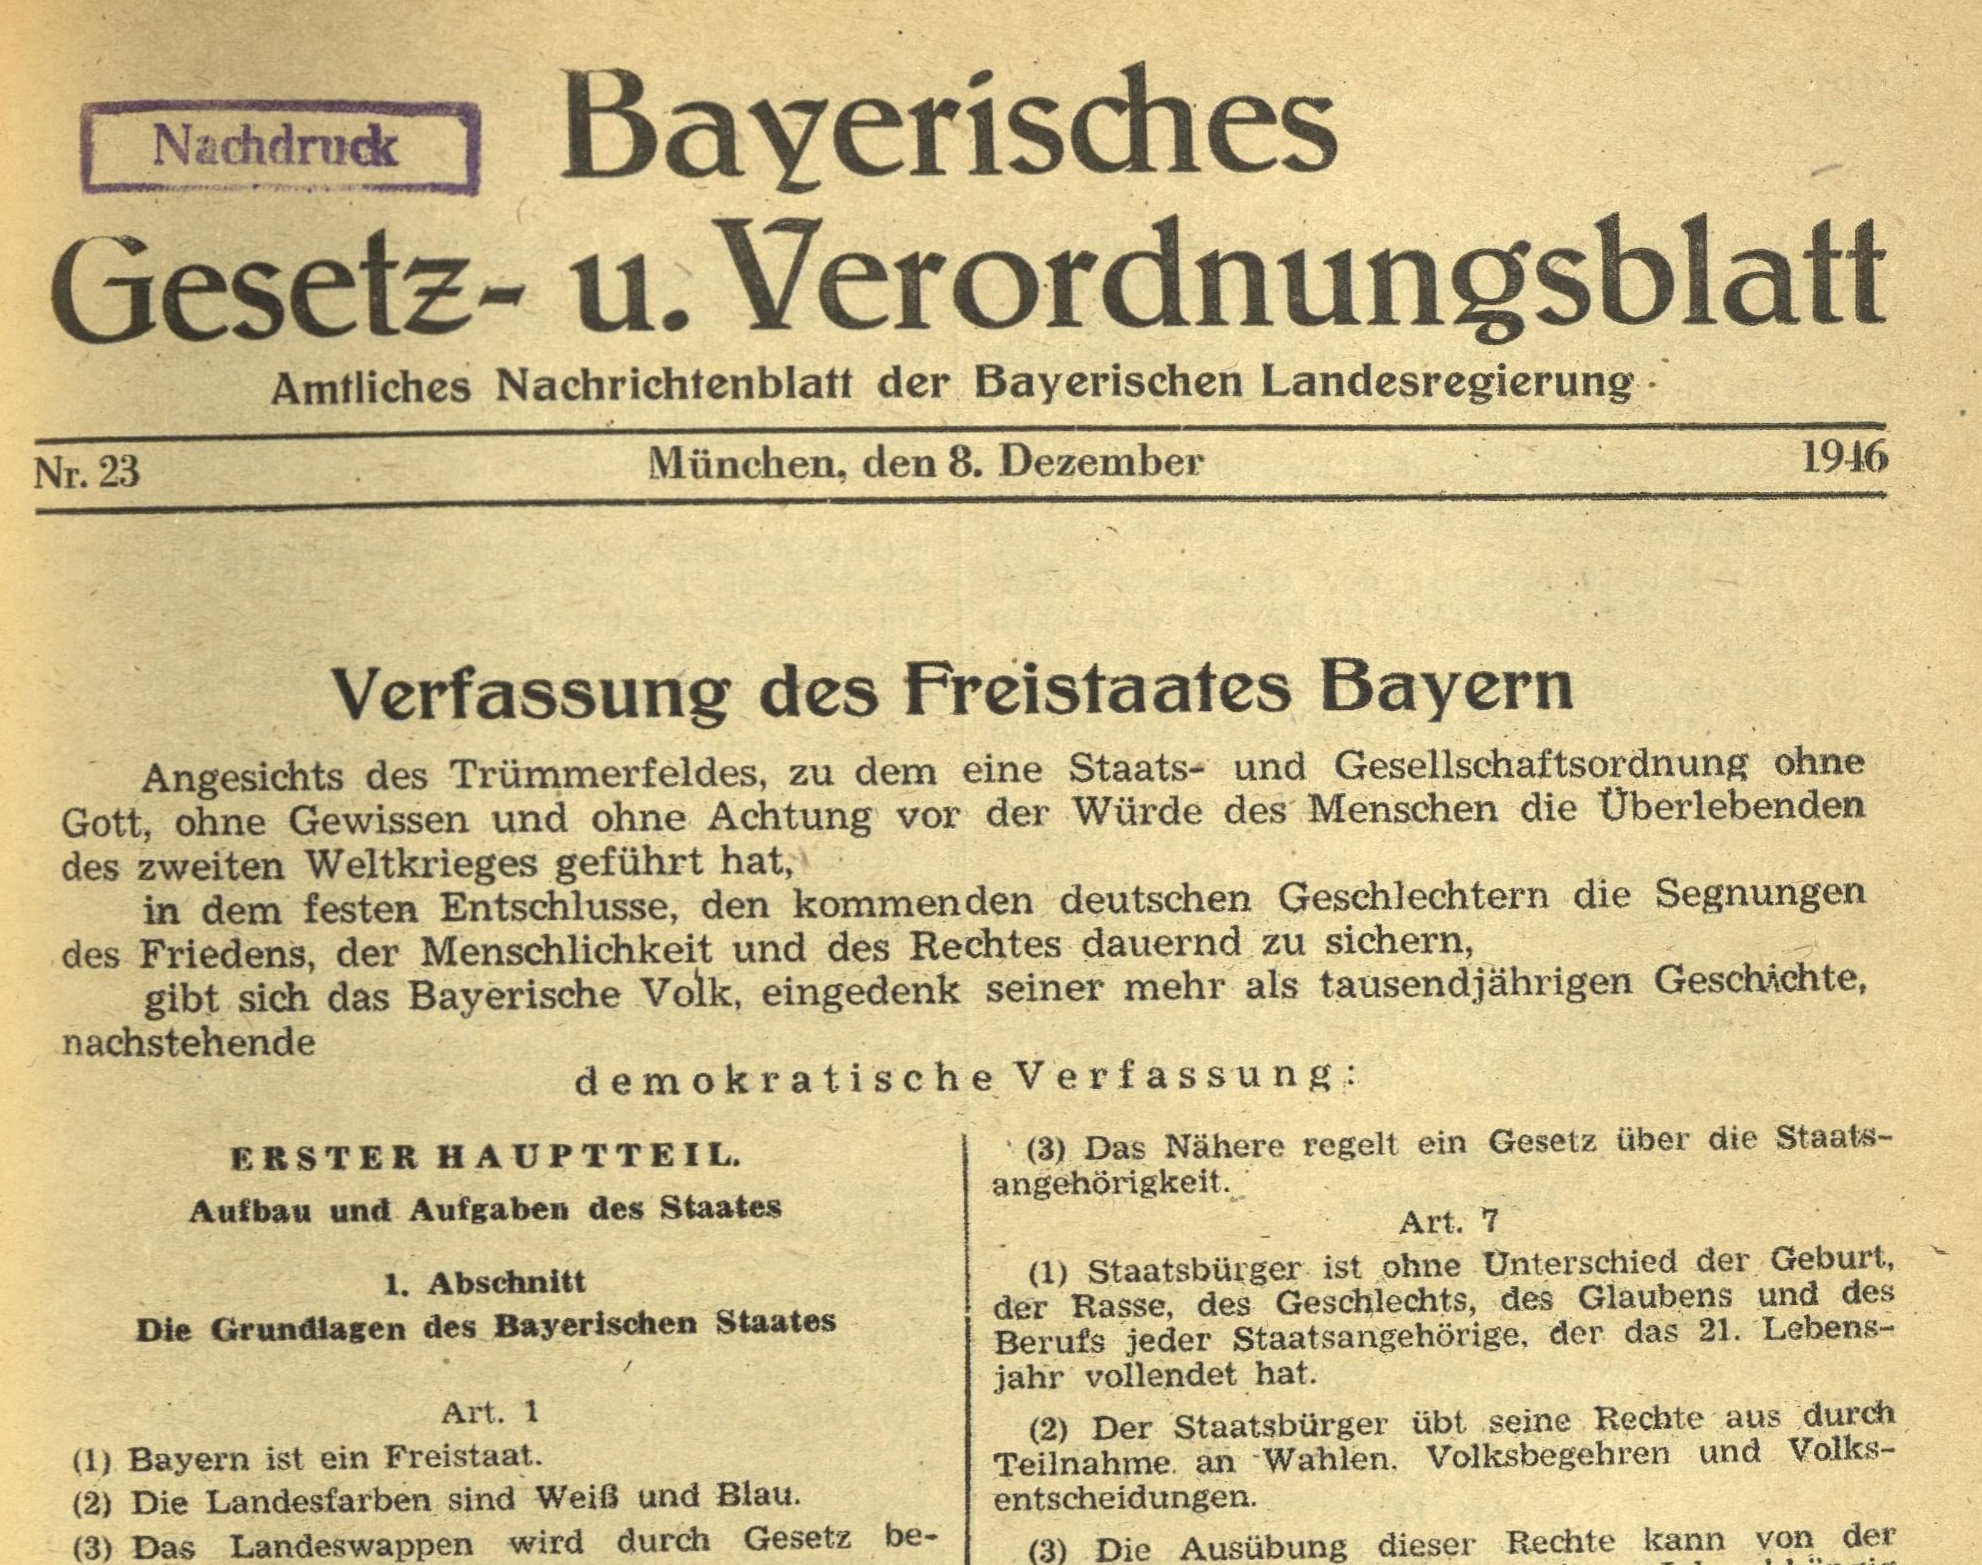 Nachdruck
Bayerisches
Gesetz- u. Verordnungsblatt
Amtliches Nachrichtenblatt der Bayerischen Landesregierung
Nr. 23 München, den 8. Dezember 1946
Verfassung des Freistaates Bayern
Angesichts des Trümmerfeldes, zu dem eine Staats- und Gesellschaftsordnung ohne
Gott, ohne Gewissen und ohne Achtung vor der Würde des Menschen die Überlebenden
des zweiten Weltkrieges geführt hat,
in dem festen Entschlusse, den kommenden deutschen Geschlechtern die Segnungen
des Friedens, der Menschlichkeit und des Rechtes dauernd zu sichern,
gibt sich das Bayerische Volk, eingedenk seiner mehr als tausendjährigen Geschichte,
nachstehende
demokratische Verfassung:
ERSTER HAUPTTEIL.
Aufbau und Aufgaben des Staates
1. Abschnitt
Die Grundlagen des Bayerischen Staates
Art. 1
(1) Bayern ist ein Freistaat.
(2) Die Landesfarben sind Weiß und Blau.
(3) Das Landeswappen wird durch Gesetz be-
(3) Das Nähere regelt ein Gesetz über die Staats-
angehörigkeit.
Art. 7
(1) Staatsbürger ist ohne Unterschied der Geburt,
der Rasse, des Geschlechts, des Glaubens und des
Berufs jeder Staatsangehörige, der das 21. Lebens-
jahr vollendet hat.
(2) Der Staatsbürger übt seine Rechte aus durch
Teilnahme an Wahlen. Volksbegehren und Volks-
entscheidungen.
(3) Die Ausübung dieser Rechte kann von der